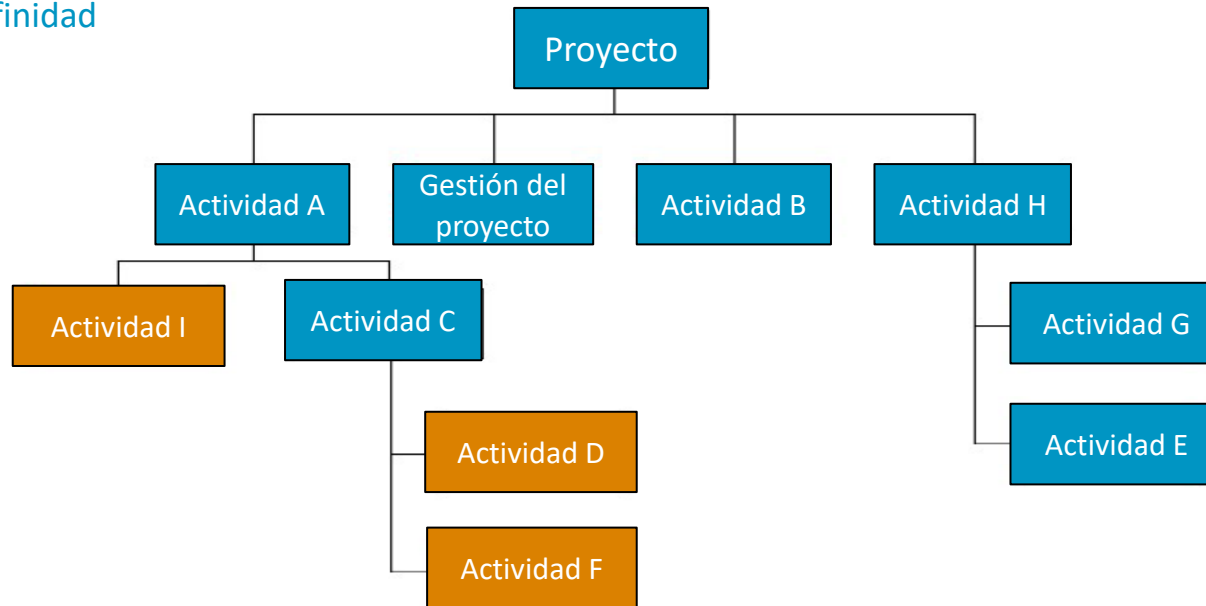 finidad
Proyecto
Actividad A
Gestión del
proyecto
Actividad B
Actividad H
Actividad I
Actividad C
Actividad G
Actividad D
Actividad E
Actividad F